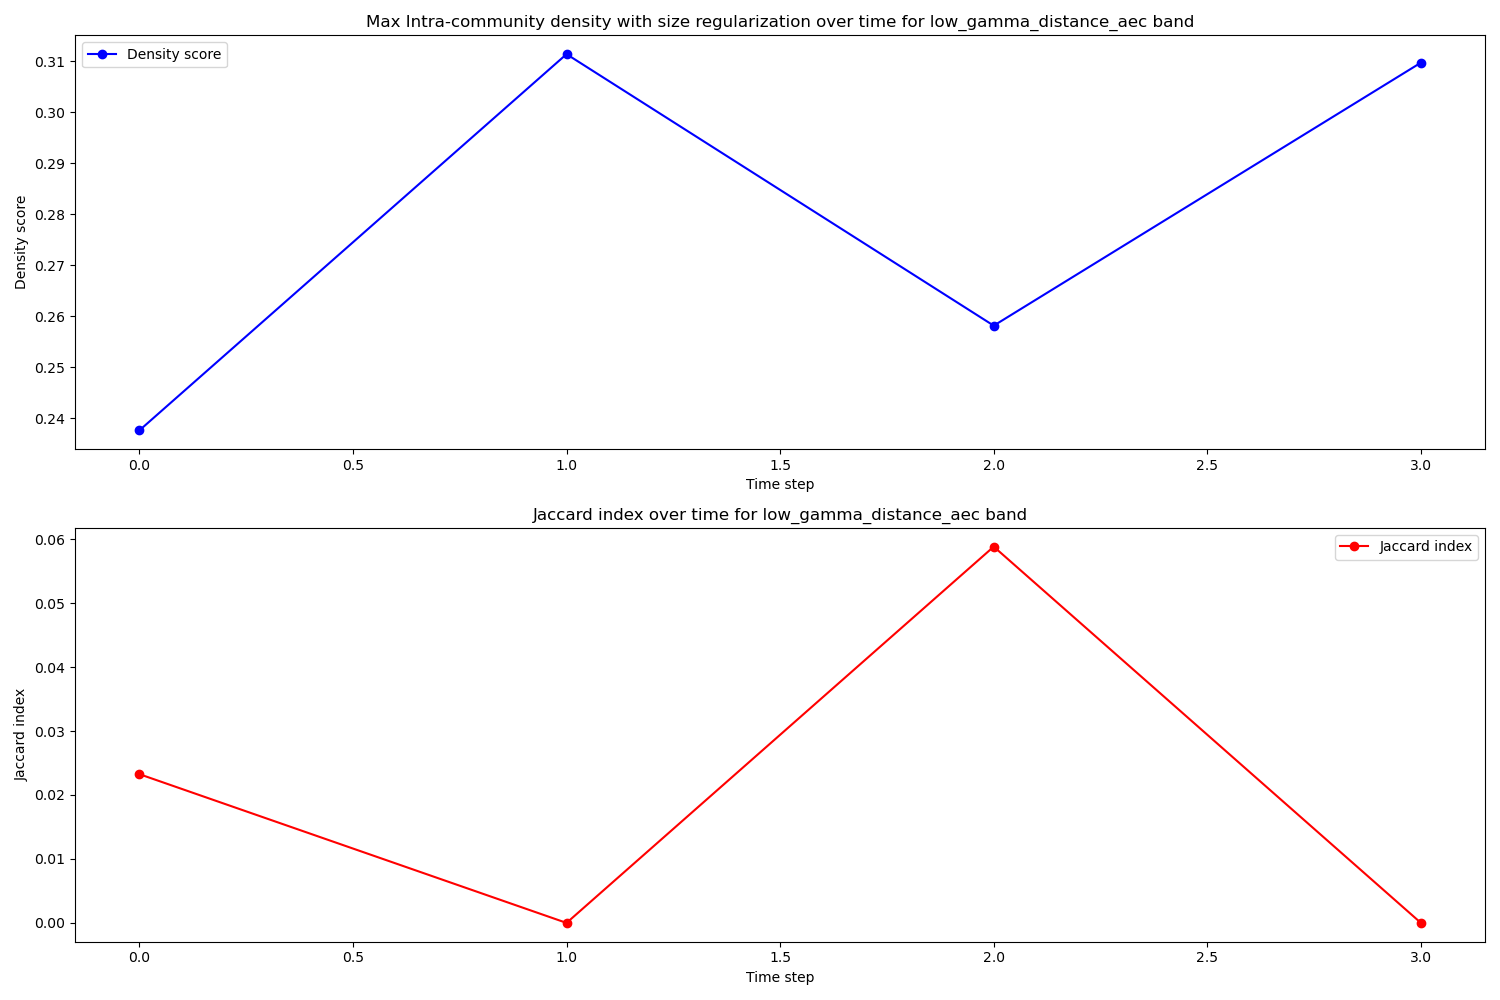 Max Intra-community density with size regularization over time for low_gamma_distance_aec band
Density score
0.31
0.30
0.29
0.28
0.27
0.26
0.25
0.24
Density score
0.0 0.5 1.0 1.5 2.0 2.5 3.0
Time step
Jaccard index over time for low_gamma_distance_aec band
Jaccard index
0.06
0.05
0.04
0.03
0.02
0.01
0.00
Jaccard index
0.0 0.5 1.0 1.5 2.0 2.5 3.0
Time step